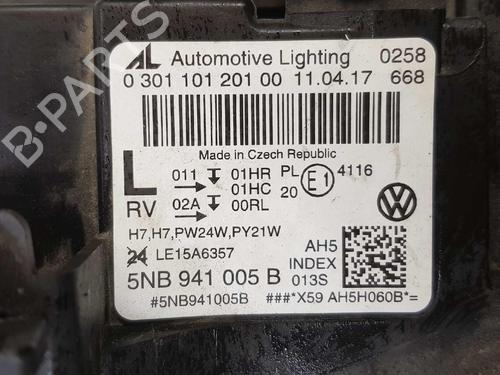 AL Automotive Lighting 0258
0 301 101 201 00 11.04.17 668
Made in Czech Republic
L 011 01HR PL E1 4116
01HC 20
RV 02A 00RL
H7,H7,PW24W,PY21W
24 LE15A6357 AH5
INDEX
5NB 941 005 B 013S
#5NB941005B ###*X59 AH5H060B*=
B-PARTS